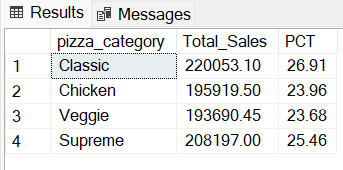 Results Messages
pizza_category Total_Sales PCT
1 Classic 220053.10 26.91
2 Chicken 195919.50 23.96
3 Veggie 193690.45 23.68
4 Supreme 208197.00 25.46